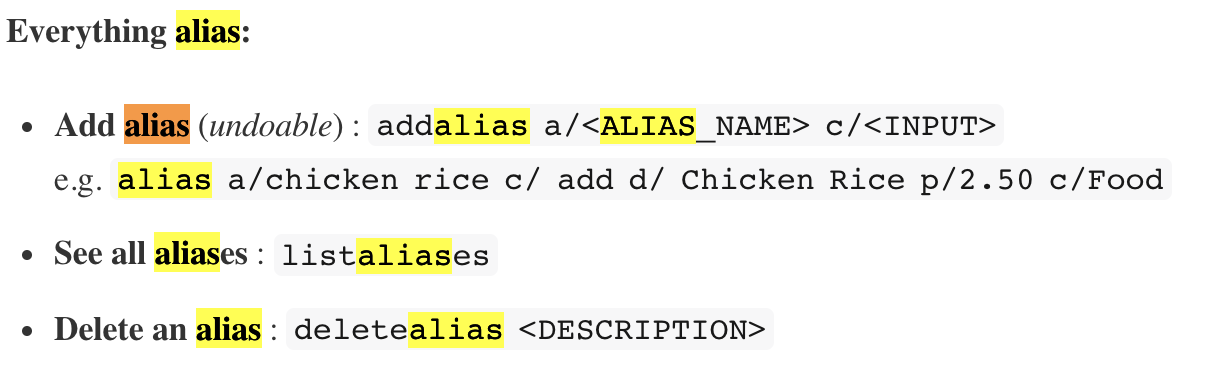 Everything alias:
• Add alias (undoable) : addalias a/<ALIAS_NAME> c/<INPUT>
e.g. alias a/chicken rice c/ add d/ Chicken Rice p/2.50 c/Food
• See all aliases : listaliases
• Delete an alias : deletealias <DESCRIPTION>